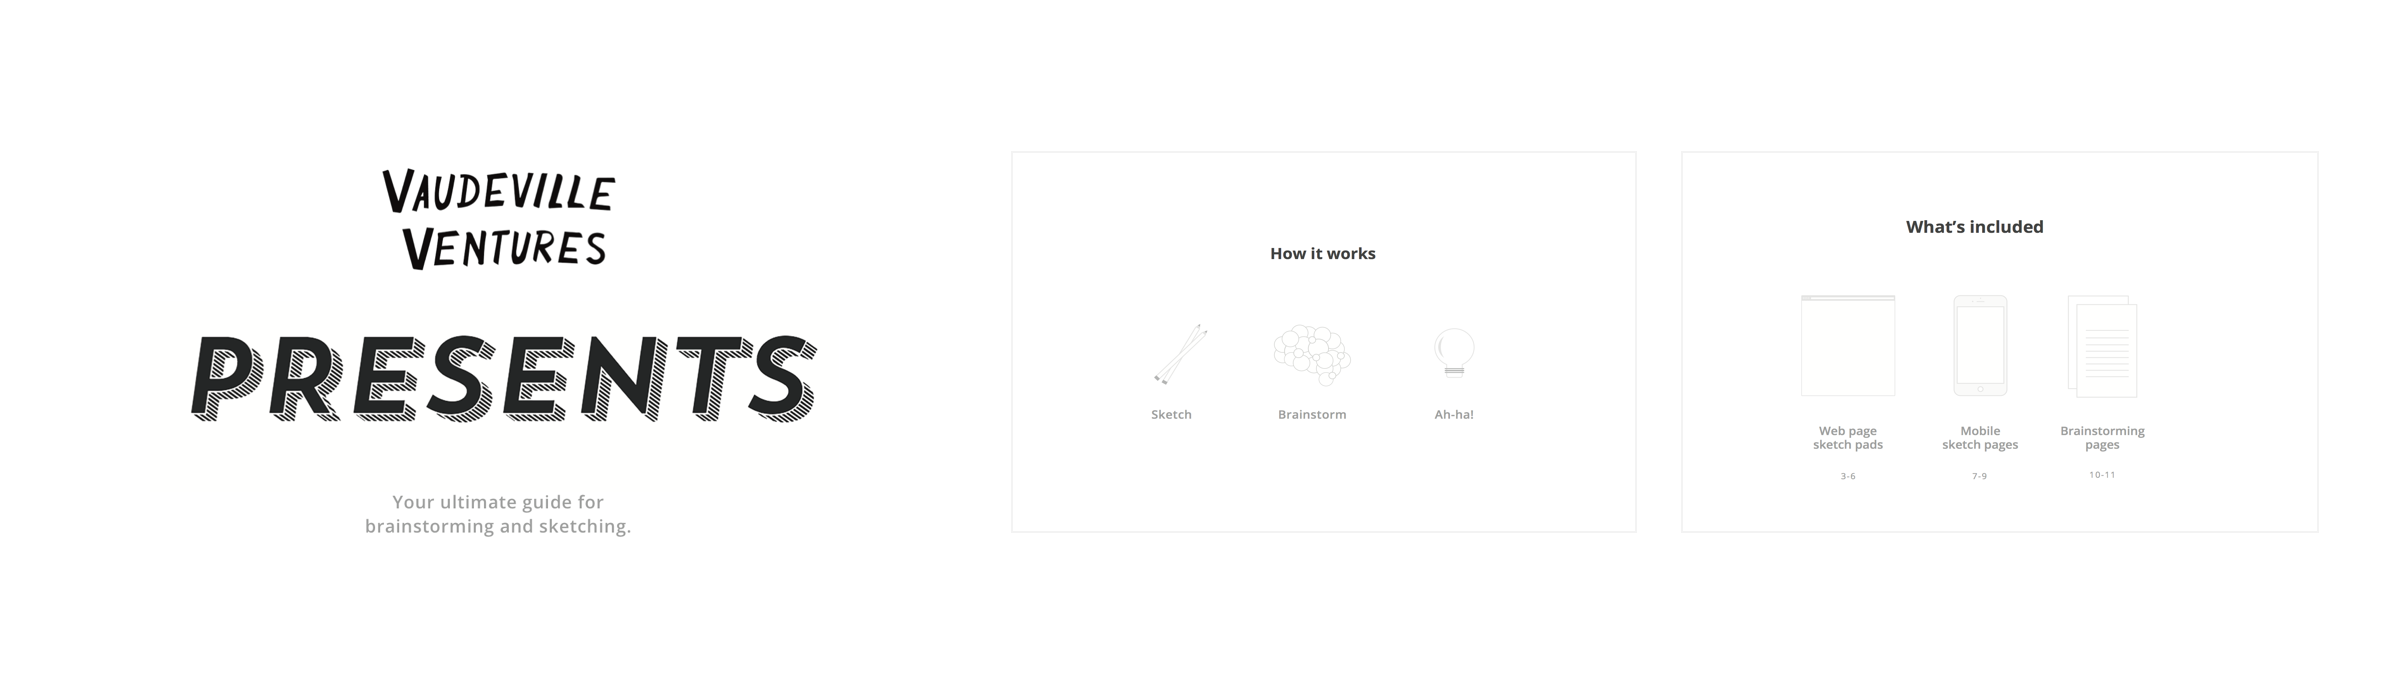 VAUDEVILLE
VENTURES
PRESENTS
Your ultimate guide for
brainstorming and sketching.
How it works
Sketch
Brainstorm
Ah-ha!
What's included
Web page
sketch pads
3-6
Mobile
sketch pages
7-9
Brainstorming
pages
10-11